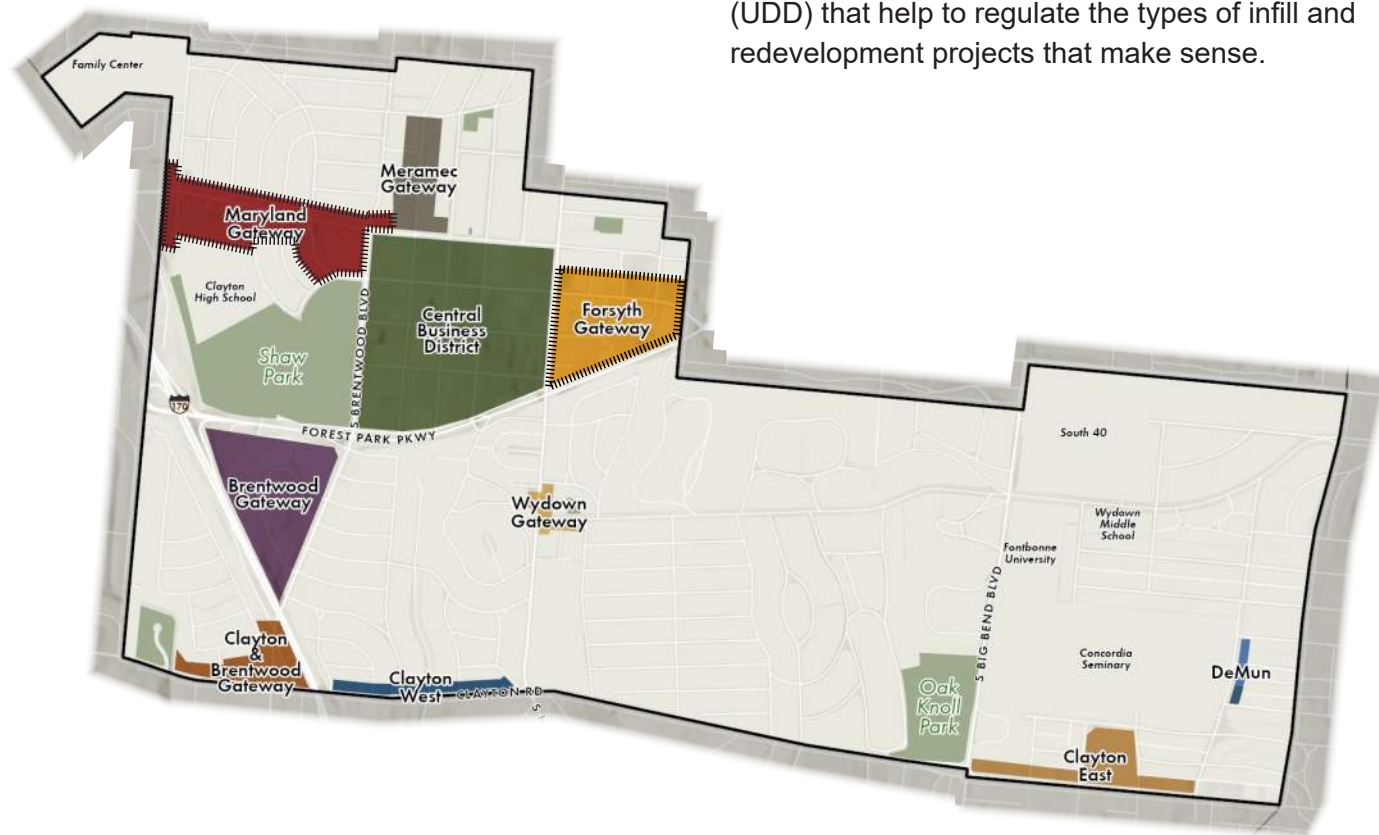 (UDD) that help to regulate the types of infill and
redevelopment projects that make sense.
Family Center
Meramec
Gateway
Maryland
Gateway
Clayton
High School
Central
Business
District
Forsyth
Gateway
Shaw
Park
S BRENTWOOD BLVD
170
FOREST PARK PKWY
South 40
Brentwood
Gateway
Wydown
Gateway
Wydown
Middle
School
Fontbonne
University
S BIG BEND BLVD
Clayton
&
Brentwood
Gateway
Clayton
West
CLAYTON RD
Concordia
Seminary
DeMun
Oak
Knoll
Park
Clayton
East